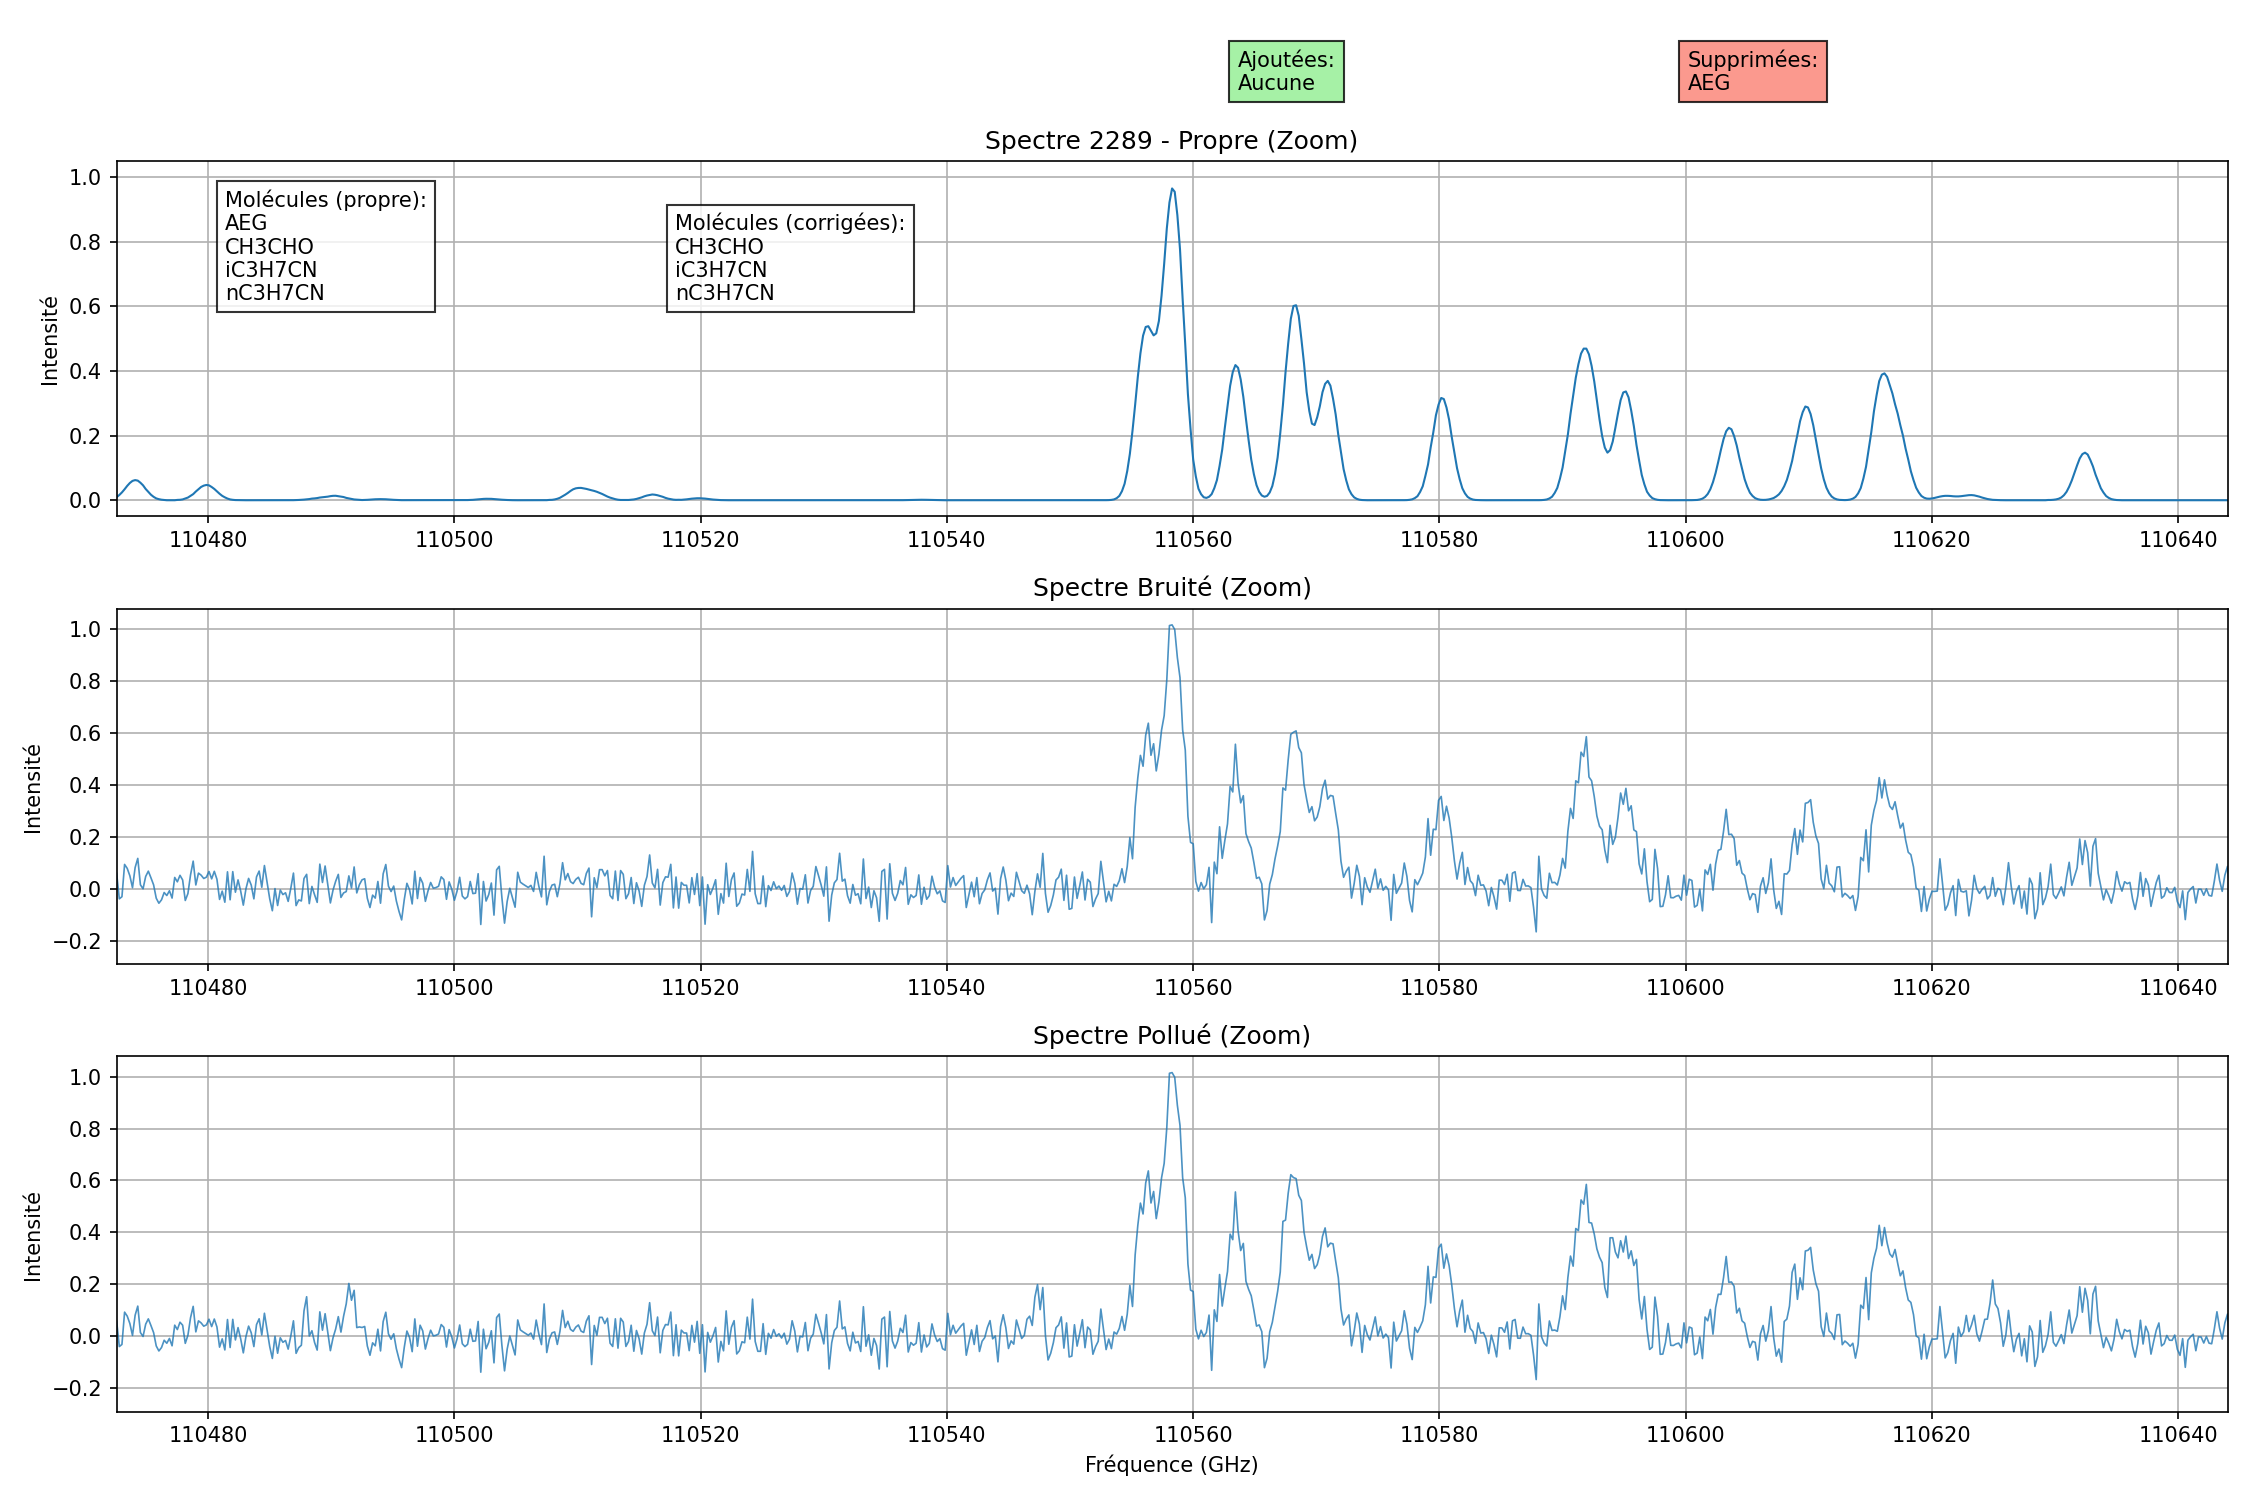 Ajoutées:
Aucune
Supprimées:
AEG
Spectre 2289 - Propre (Zoom)
Molécules (propre):
AEG
CH3CHO
iC3H7CN
nC3H7CN
Molécules (corrigées):
CH3CHO
iC3H7CN
nC3H7CN
Intensité
1.0
0.8
0.6
0.4
0.2
0.0
110480 110500 110520 110540 110560 110580 110600 110620 110640
Spectre Bruité (Zoom)
Intensité
1.0
0.8
0.6
0.4
0.2
0.0
−0.2
110480 110500 110520 110540 110560 110580 110600 110620 110640
Spectre Pollué (Zoom)
Intensité
1.0
0.8
0.6
0.4
0.2
0.0
−0.2
110480 110500 110520 110540 110560 110580 110600 110620 110640
Fréquence (GHz)